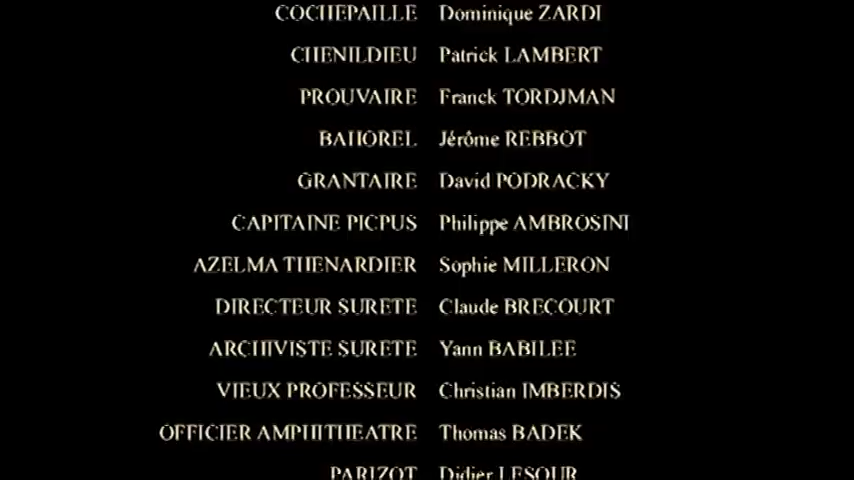 COCHEPAILLE Dominique ZARDI
CHENILDIEU Patrick LAMBERT
PROUVAIRE Franck TORDJMAN
BAHOREL Jérôme REBBOT
GRANTAIRE David PODRACKY
CAPITAINE PICPUS Philippe AMBROSINI
AZELMA THENARDIER Sophie MILLERON
DIRECTEUR SURETE Claude BRECOURT
ARCHIVISTE SURETE Yann BABILEE
VIEUX PROFESSEUR Christian IMBERDIS
OFFICIER AMPHITHEATRE Thomas BADEK
PARIZOT Didier LESOUR